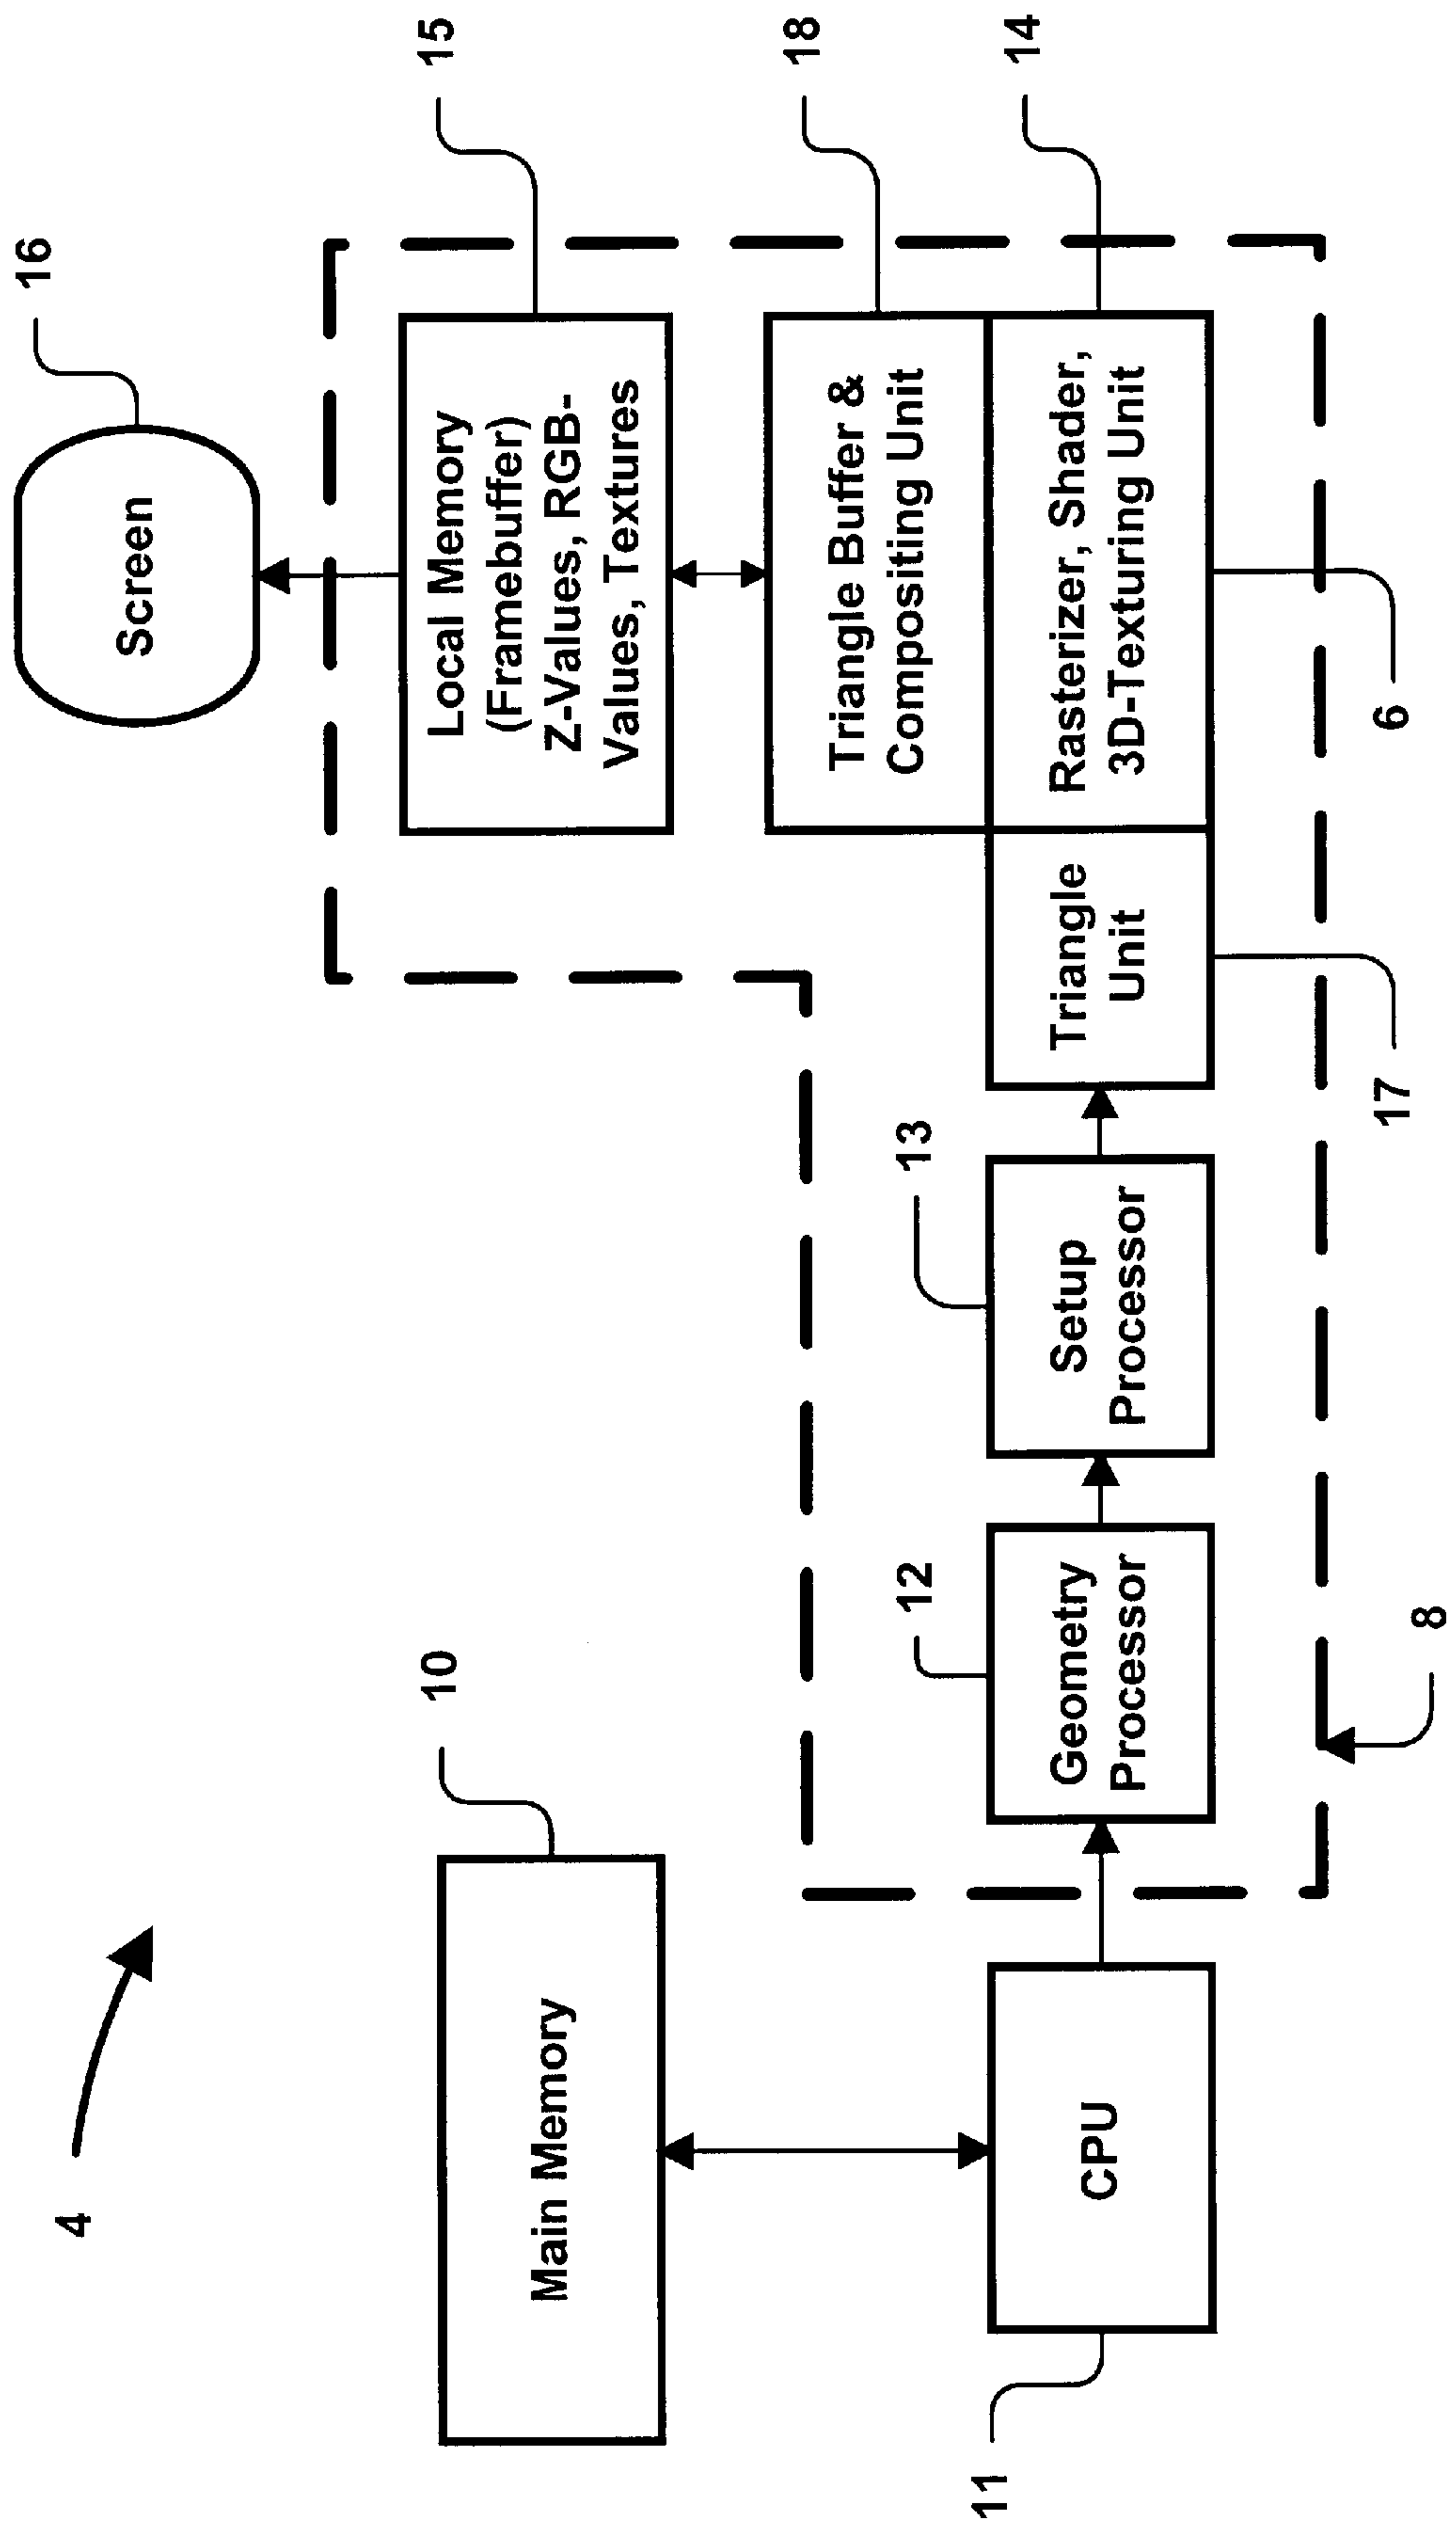 4
Main Memory
10
CPU
11
Geometry
Processor
12
Setup
Processor
13
Triangle
Unit
17
Screen
16
Local Memory
(Framebuffer)
Z-Values, RGB-
Values, Textures
15
Triangle Buffer &
Compositing Unit
18
Rasterizer, Shader,
3D-Texturing Unit
14
6
8